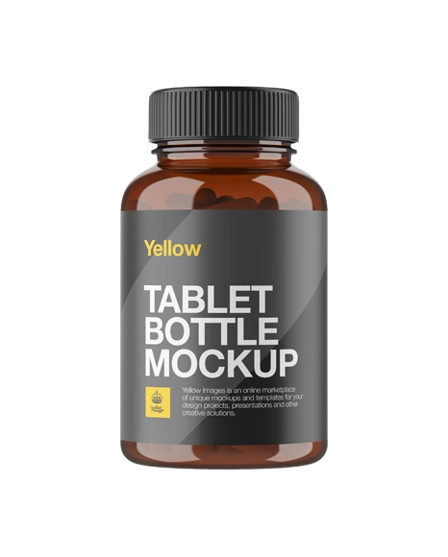 Yellow
TABLET
BOTTLE
MOCKUP
Yellow Images is an online marketplace
of unique mockups and templates for your
design projects, presentations and other
creative solutions.